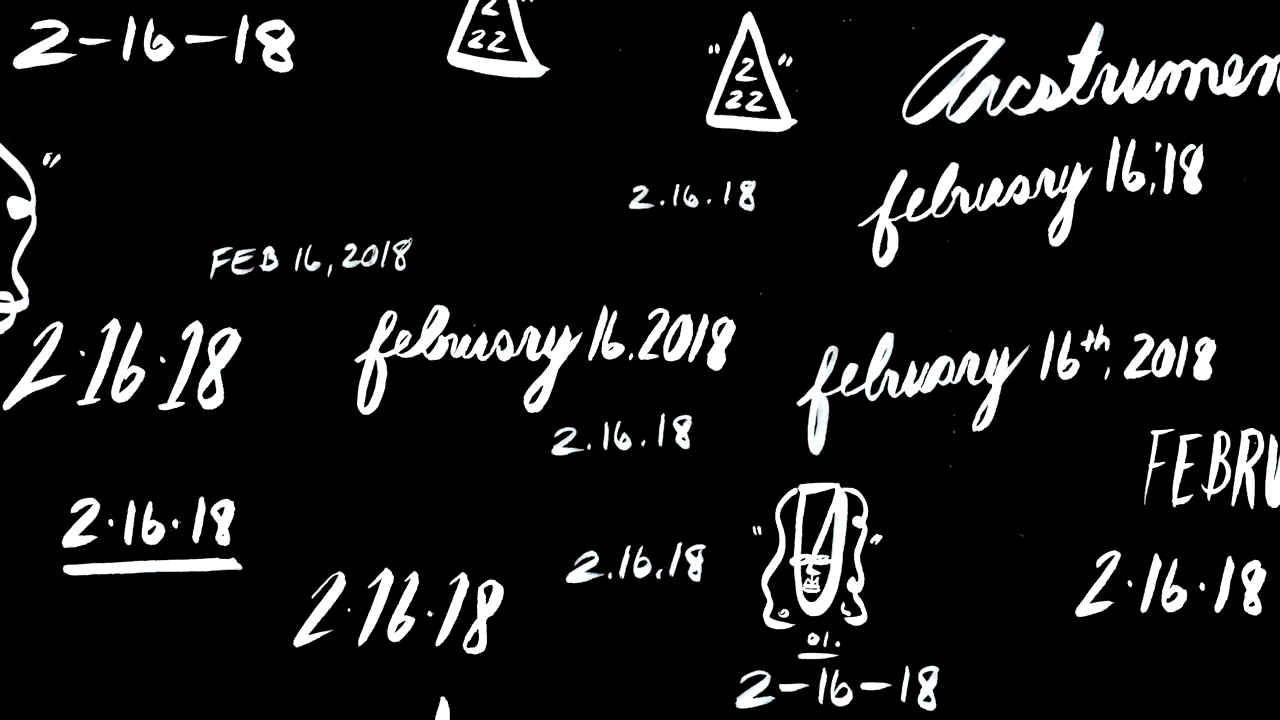 2-16-18
2
22
"2
22"
Arcstrumen
february 16,'18
2.16.18
FEB 16, 2018
2·16·18
february 16.2018
february 16th, 2018
2.16.18
FEBRU
2·16·18
2.16.18
2·16·18
2·16·18
01.
2-16-18